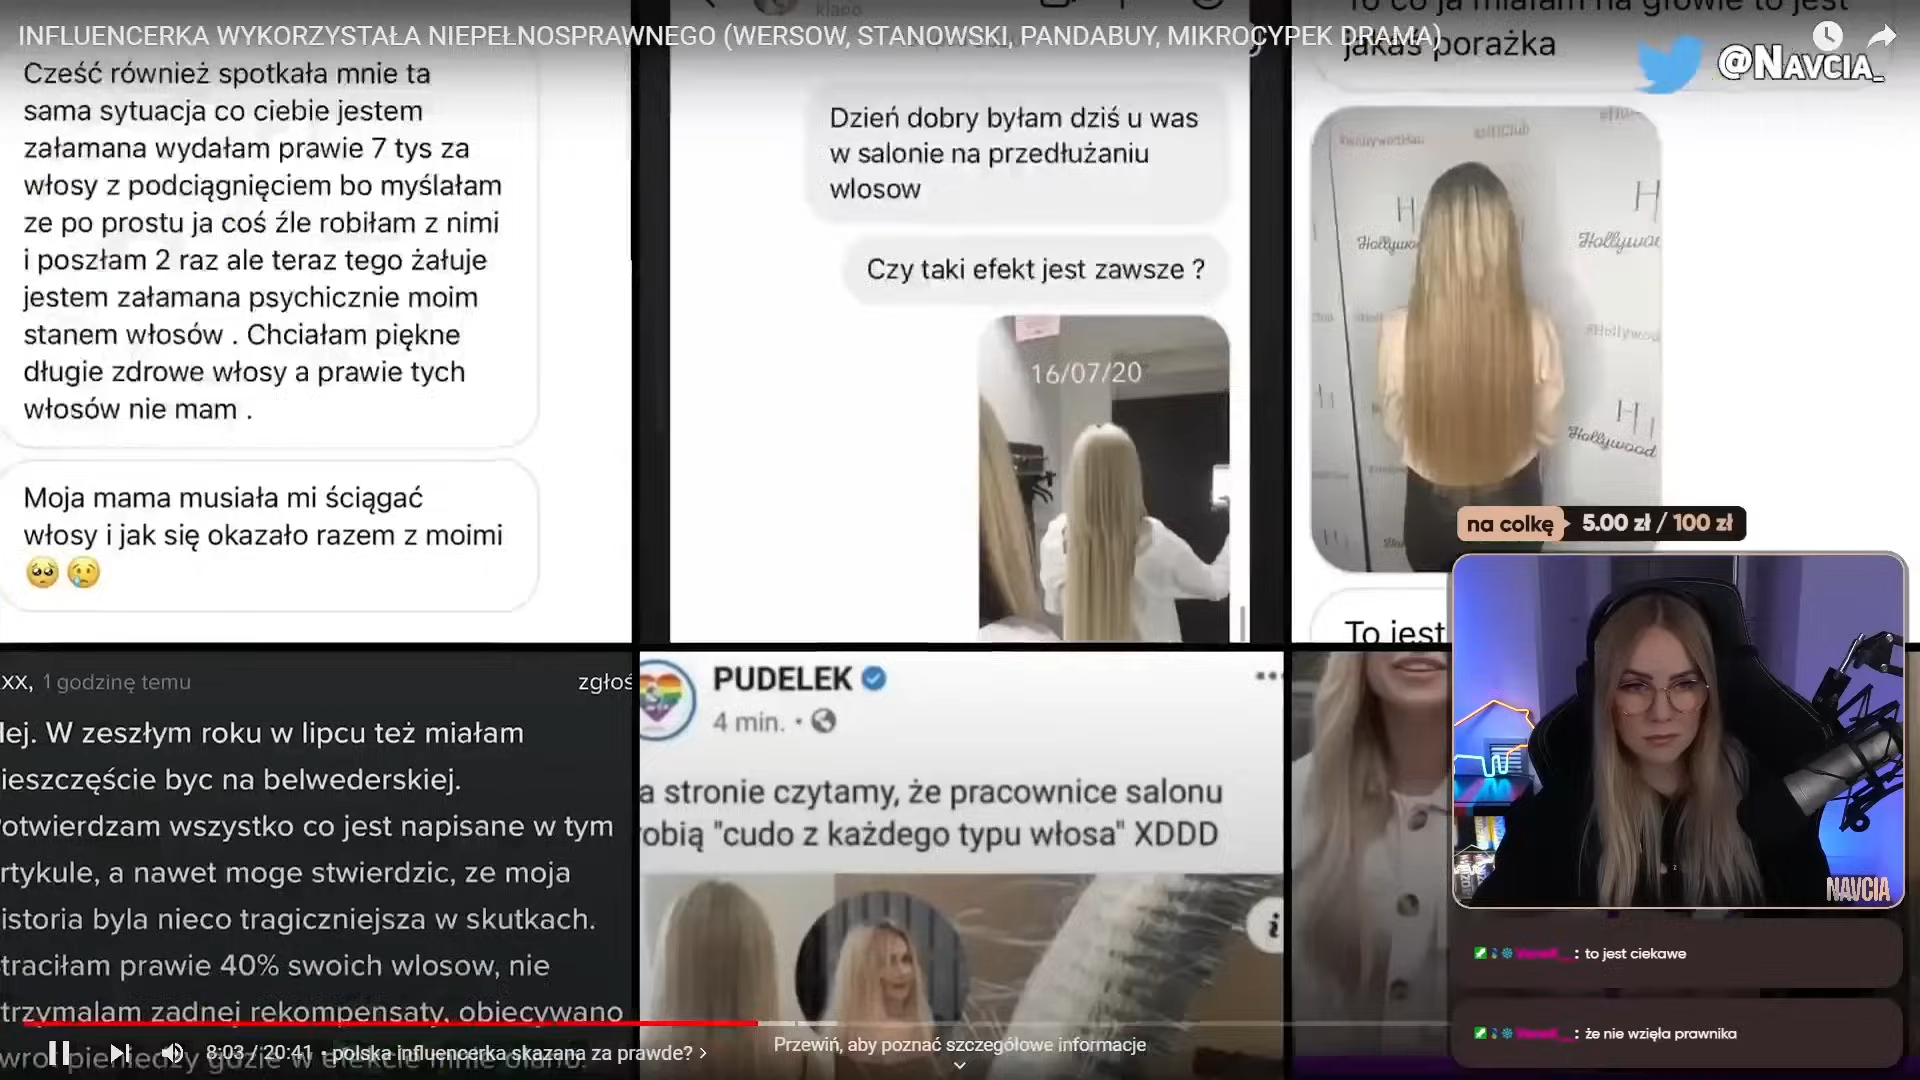 INFLUENCERKA WYKORZYSTAŁA NIEPEŁNOSPRAWNEGO (WERSOW, STANOWSKI, PANDABUY, MIKROCYPEK DRAMA)
Cześć również spotkała mnie ta
sama sytuacja co ciebie jestem
załamana wydałam prawie 7 tys za
włosy z podciągnięciem bo myślałam
ze po prostu ja coś źle robiłam z nimi
i poszłam 2 raz ale teraz tego żałuje
jestem załamana psychicznie moim
stanem włosów . Chciałam piękne
długie zdrowe włosy a prawie tych
włosów nie mam .
Moja mama musiała mi ściągać
włosy i jak się okazało razem z moimi
🥺 😢
Dzień dobry byłam dziś u was
w salonie na przedłużaniu
wlosow
Czy taki efekt jest zawsze ?
16/07/20
To co ja miałam na głowie to jest
jakaś porażka
@NAVCIA_
Hollywood
Hollywood
To jest
na colkę 5.00 zł / 100 zł
NAVCIA
xx, 1 godzinę temu zgłoś
ej. W zeszłym roku w lipcu też miałam
ieszczęście byc na belwederskiej.
otwierdzam wszystko co jest napisane w tym
rtykule, a nawet moge stwierdzic, ze moja
istoria byla nieco tragiczniejsza w skutkach.
traciłam prawie 40% swoich wlosow, nie
trzymalam zadnej rekompensaty, obiecywano
pieniedzy gdzie w efekcie mnie olano.
PUDELEK
4 min.
a stronie czytamy, że pracownice salonu
obią "cudo z każdego typu włosa" XDDD
to jest ciekawe
że nie wzięła prawnika
8:03 / 20:41 • polska influencerka skazana za prawde? ›
Przewiń, aby poznać szczegółowe informacje